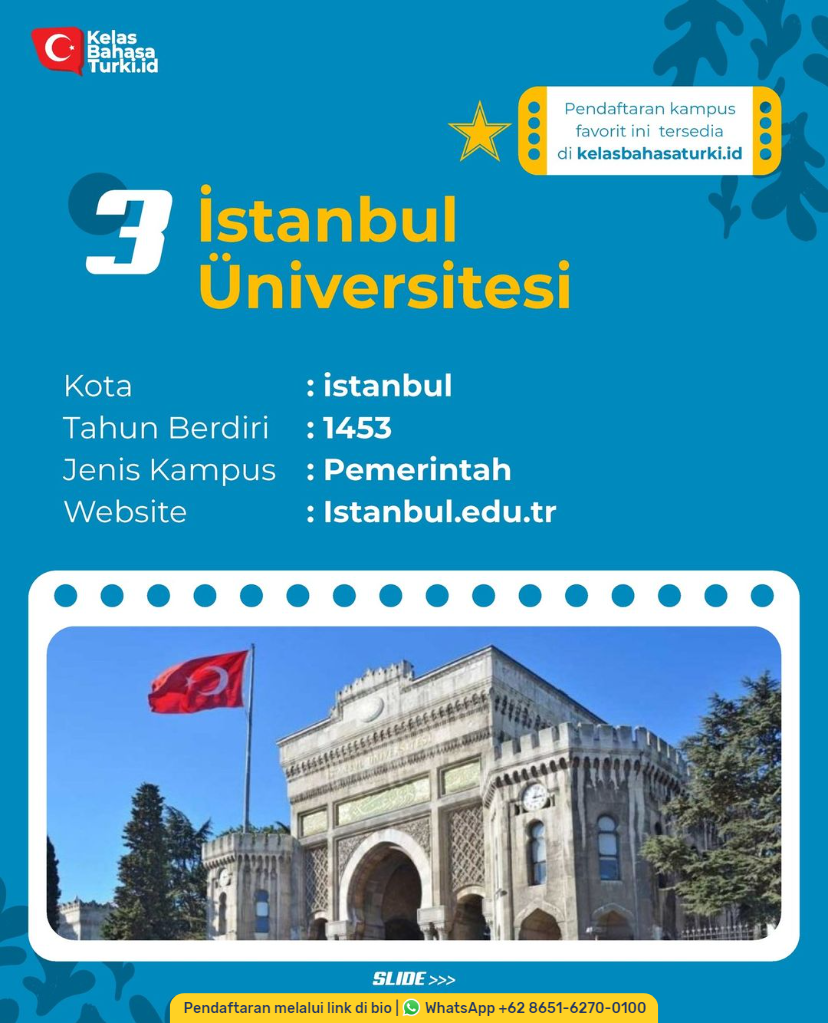 Kelas
Bahasa
Turki.id
Pendaftaran kampus
favorit ini tersedia
di kelasbahasaturki.id
3
İstanbul
Üniversitesi
Kota : istanbul
Tahun Berdiri : 1453
Jenis Kampus : Pemerintah
Website : Istanbul.edu.tr
SLIDE >>>
Pendaftaran melalui link di bio | WhatsApp +62 8651-6270-0100